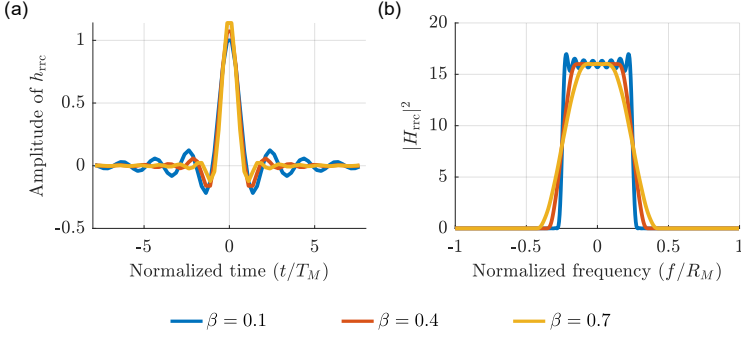 (a)
(b)
Amplitude of h_rrc
1
0.5
0
-0.5
-5
0
5
Normalized time (t/T_M)
|H_rrc|^2
20
15
10
5
0
-1
-0.5
0
0.5
1
Normalized frequency (f/R_M)
β = 0.1
β = 0.4
β = 0.7